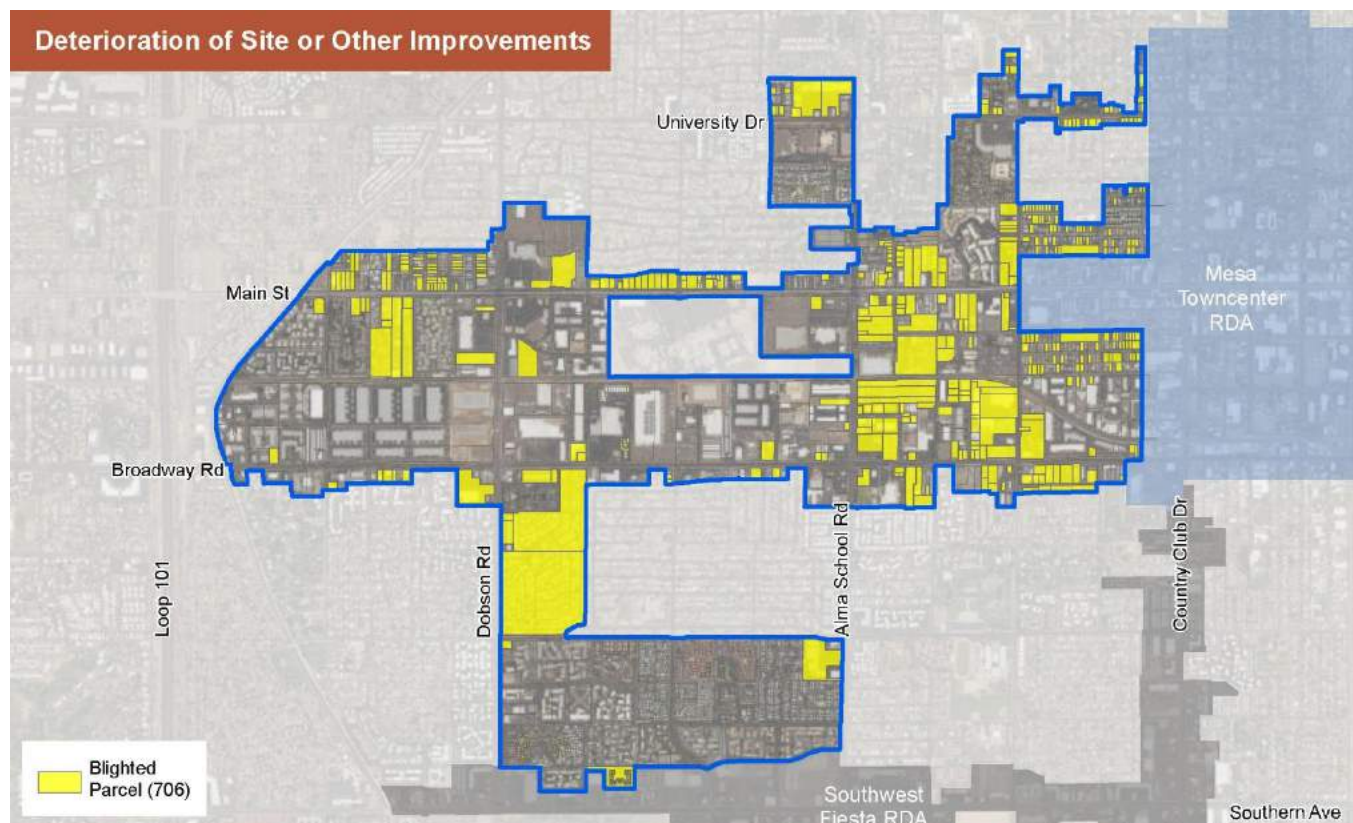 Deterioration of Site or Other Improvements
University Dr
Main St
Mesa
Towncenter
RDA
Broadway Rd
Loop 101
Dobson Rd
Alma School Rd
Country Club Dr
Blighted
Parcel (706)
Southwest
Fiesta RDA
Southern Ave